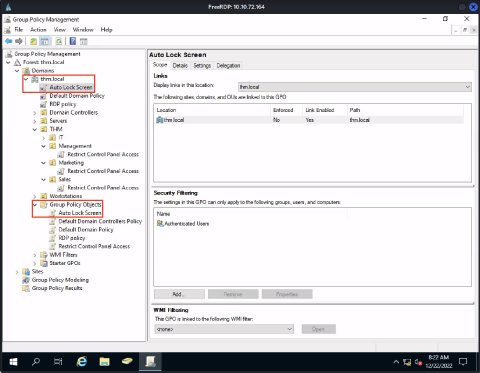 FreeRDP: 10.10.72.164
Group Policy Management
File Action View Window Help
Group Policy Management
Forest: thm.local
Domains
thm.local
Auto Lock Screen
Default Domain Policy
RDP policy
Domain Controllers
Servers
THM
IT
Management
Restrict Control Panel Access
Marketing
Restrict Control Panel Access
Sales
Restrict Control Panel Access
Workstations
Group Policy Objects
Auto Lock Screen
Default Domain Controllers Policy
Default Domain Policy
RDP policy
Restrict Control Panel Access
WMI Filters
Starter GPOs
Sites
Group Policy Modeling
Group Policy Results
Auto Lock Screen
Scope Details Settings Delegation
Links
Display links in this location: thm.local
The following sites, domains, and OUs are linked to this GPO:
Location Enforced Link Enabled Path
thm.local No Yes thm.local
Security Filtering
The settings in this GPO can only apply to the following groups, users, and computers:
Name
Authenticated Users
Add... Remove Properties
WMI Filtering
This GPO is linked to the following WMI filter:
<none> Open
8:22 AM
12/22/2022